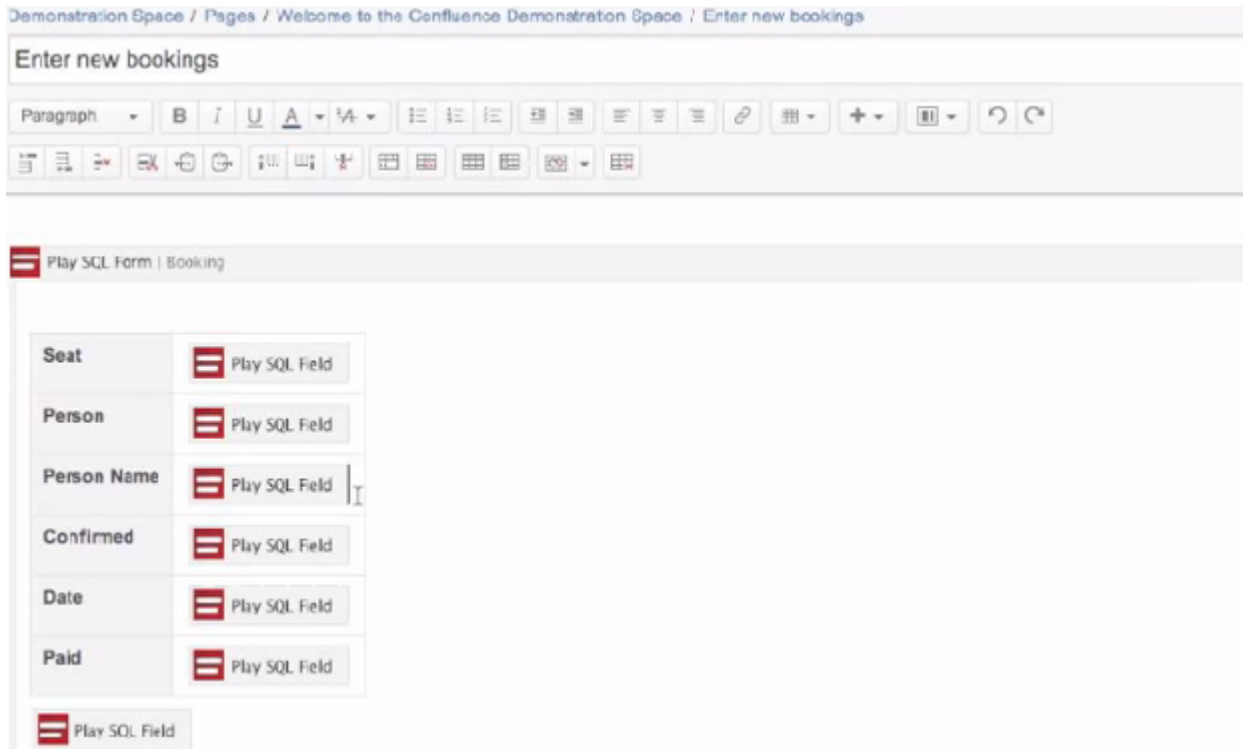 Demonstration Space / Pages / Welcome to the Confluence Demonstration Space / Enter new bookings
Enter new bookings
Paragraph B I U A A
Play SQL Form | Booking
Seat Play SQL Field
Person Play SQL Field
Person Name Play SQL Field
Confirmed Play SQL Field
Date Play SQL Field
Paid Play SQL Field
Play SQL Field